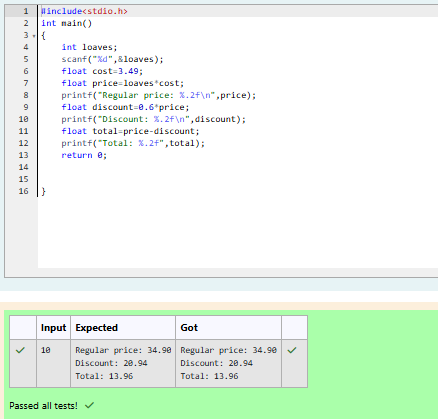 1 #include<stdio.h>
2 int main()
3 {
4 int loaves;
5 scanf("%d",&loaves);
6 float cost=3.49;
7 float price=loaves*cost;
8 printf("Regular price: %.2f\n",price);
9 float discount=0.6*price;
10 printf("Discount: %.2f\n",discount);
11 float total=price-discount;
12 printf("Total: %.2f",total);
13 return 0;
14
15
16 }
Input Expected Got
10 Regular price: 34.90 Regular price: 34.90
Discount: 20.94 Discount: 20.94
Total: 13.96 Total: 13.96
Passed all tests!